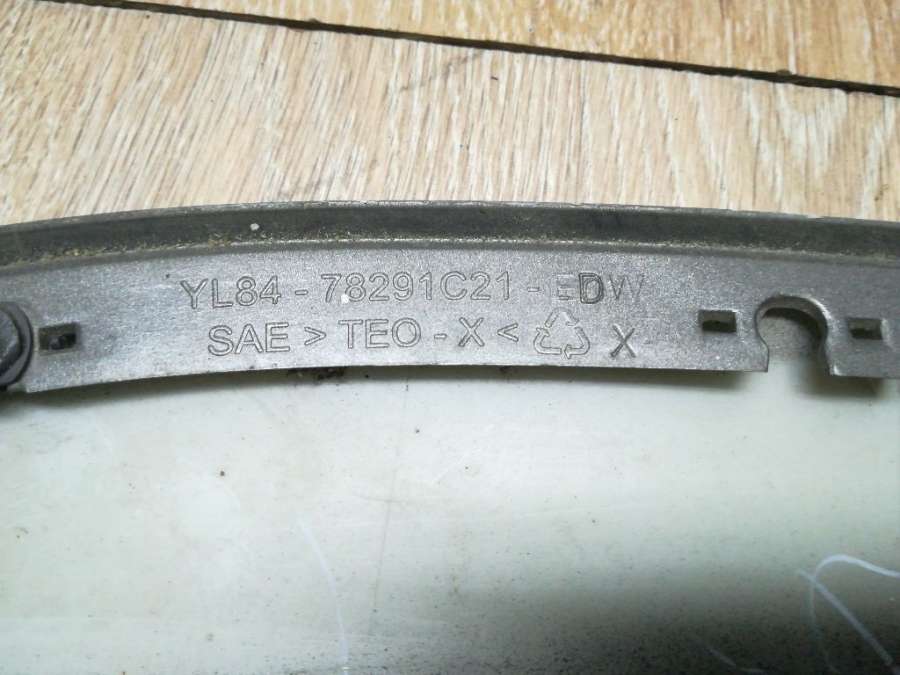 YL84 - 78291C21 - EDW
SAE > TEO - X < X